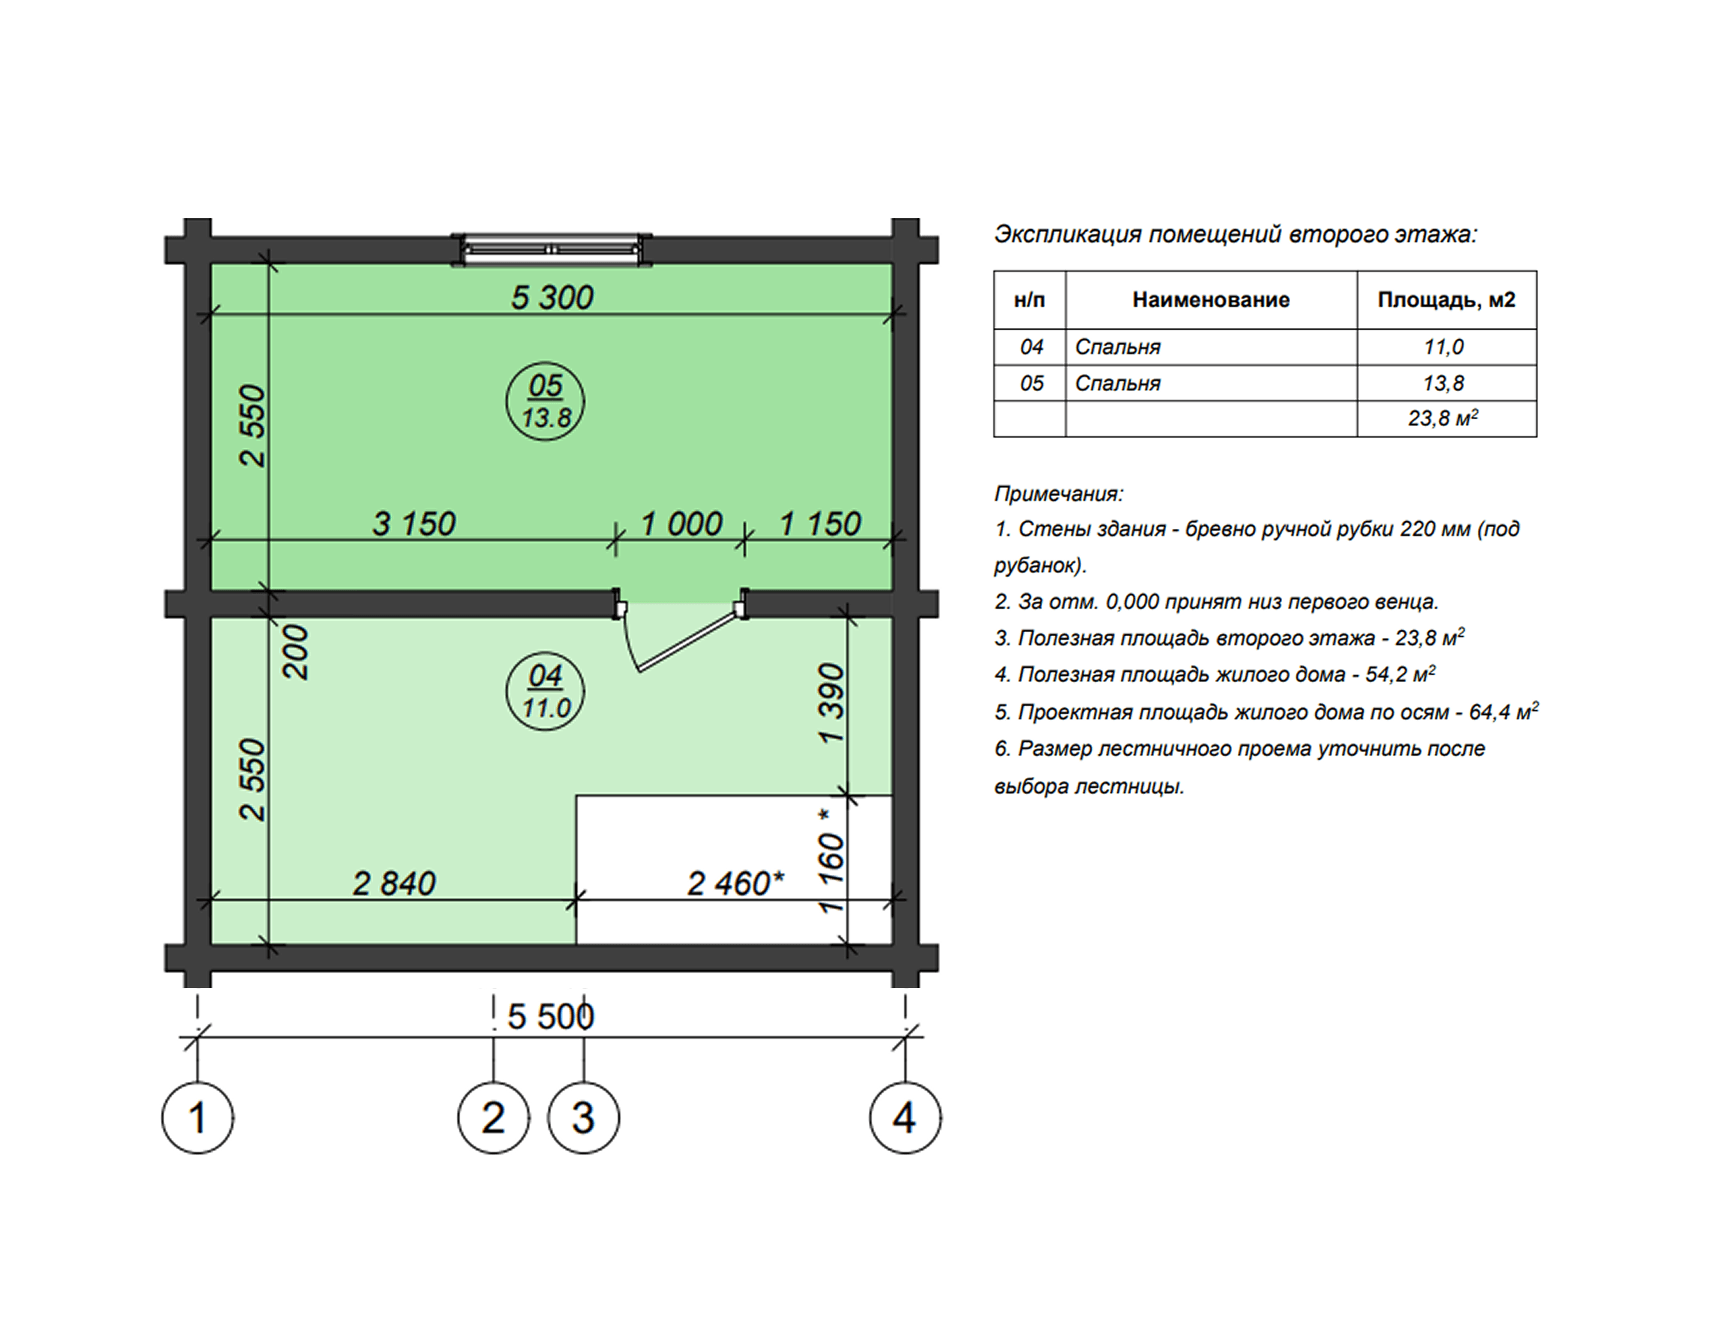 5 300
05
13.8
2 550
3 150
1 000
1 150
200
04
11.0
1 390
2 550
1 160 *
2 840
2 460*
5 500
1
2
3
4
Экспликация помещений второго этажа:
н/п Наименование Площадь, м2
04 Спальня 11,0
05 Спальня 13,8
23,8 м²
Примечания:
1. Стены здания - бревно ручной рубки 220 мм (под
рубанок).
2. За отм. 0,000 принят низ первого венца.
3. Полезная площадь второго этажа - 23,8 м²
4. Полезная площадь жилого дома - 54,2 м²
5. Проектная площадь жилого дома по осям - 64,4 м²
6. Размер лестничного проема уточнить после
выбора лестницы.